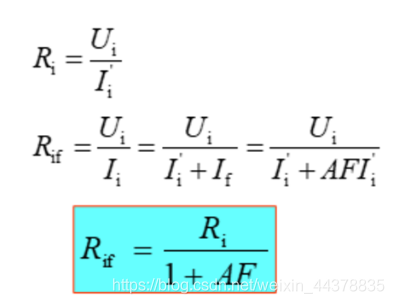 R_i = U_i / I_i'
R_if = U_i / I_i = U_i / (I_i' + I_f) = U_i / (I_i' + AFI_i')
R_if = R_i / (1 + AF)
https://blog.csdn.net/weixin_44378835